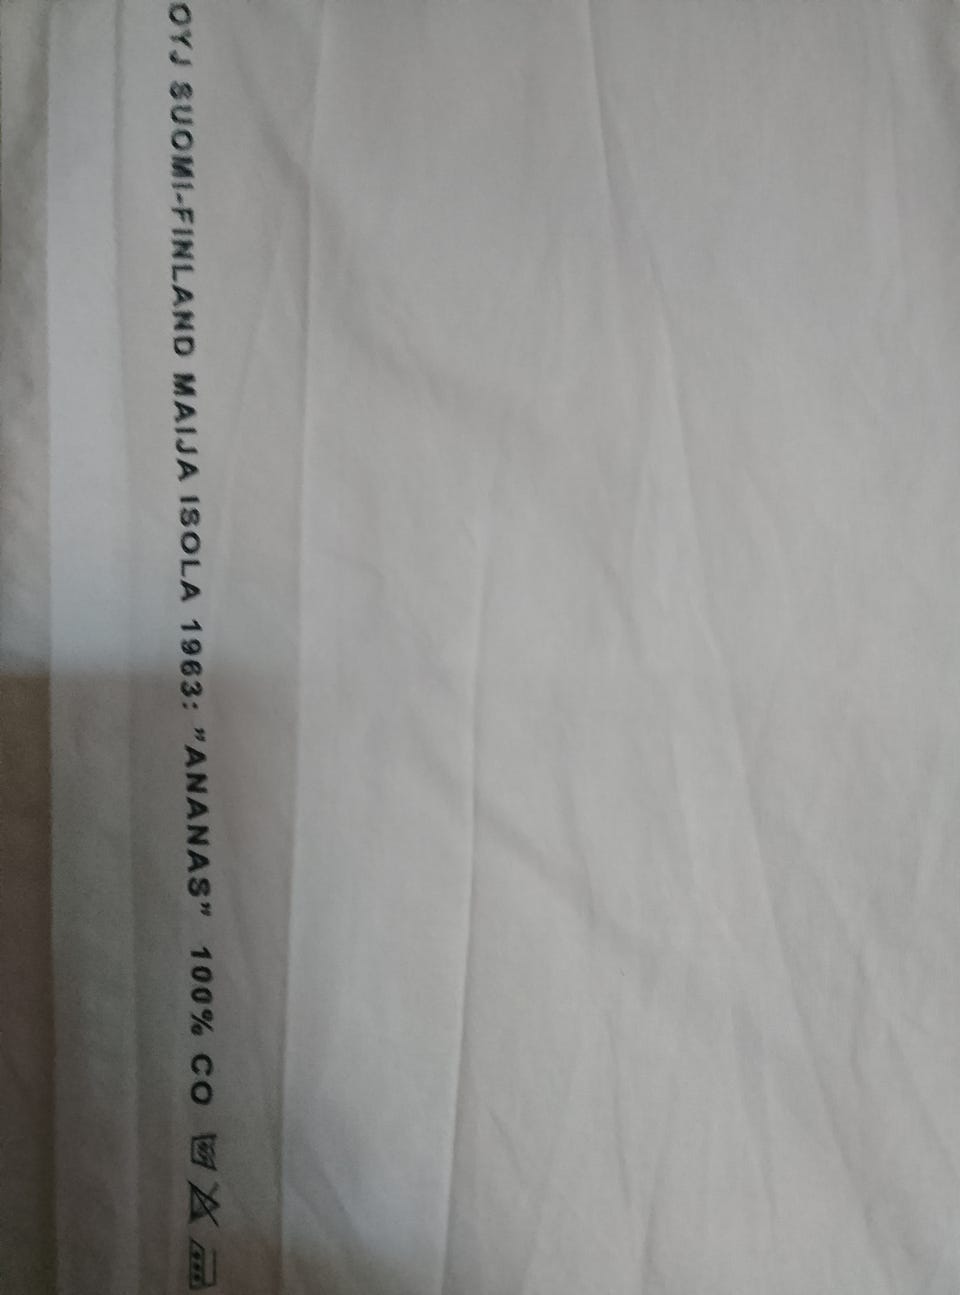 OYJ SUOMI-FINLAND MAIJA ISOLA 1963: "ANANAS" 100% CO